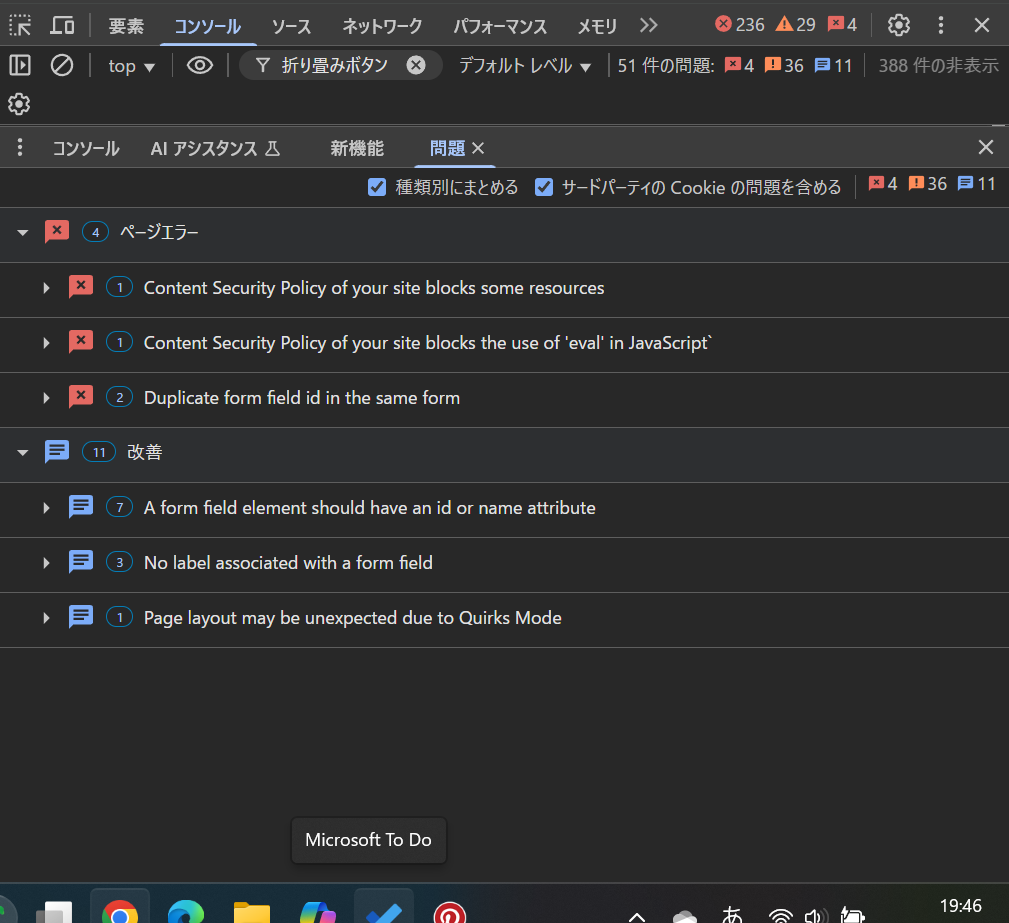 要素 コンソール ソース ネットワーク パフォーマンス メモリ 236 29 4
top 折り畳みボタン デフォルト レベル 51 件の問題: 4 36 11 388 件の非表示
コンソール AI アシスタンス 新機能 問題
種類別にまとめる サードパーティの Cookie の問題を含める 4 36 11
4 ページエラー
1 Content Security Policy of your site blocks some resources
1 Content Security Policy of your site blocks the use of 'eval' in JavaScript`
2 Duplicate form field id in the same form
11 改善
7 A form field element should have an id or name attribute
3 No label associated with a form field
1 Page layout may be unexpected due to Quirks Mode
Microsoft To Do
あ 19:46